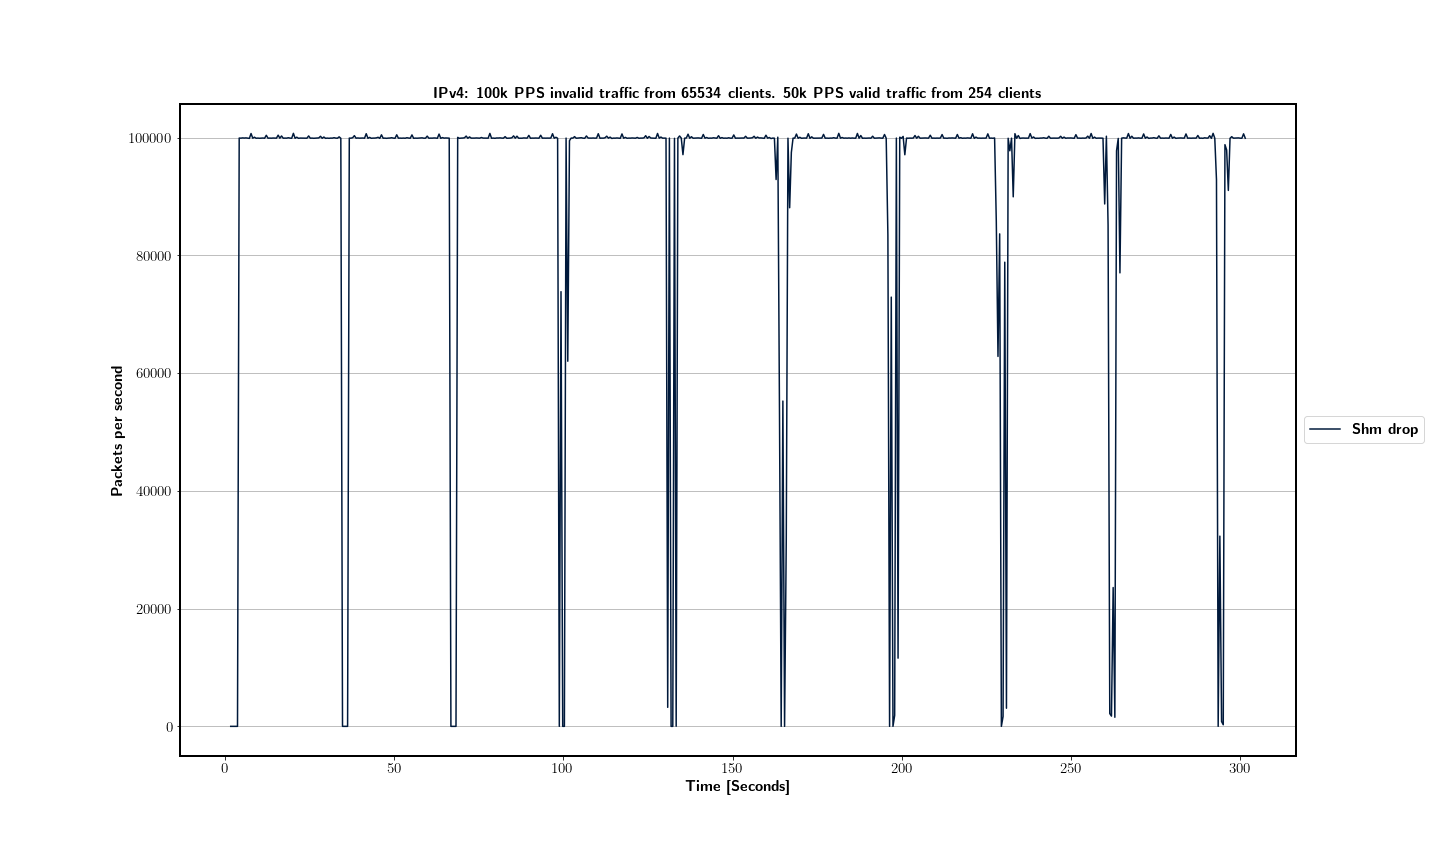 IPv4: 100k PPS invalid traffic from 65534 clients. 50k PPS valid traffic from 254 clients
100000
80000
60000
40000
20000
0
Packets per second
0 50 100 150 200 250 300
Time [Seconds]
Shm drop